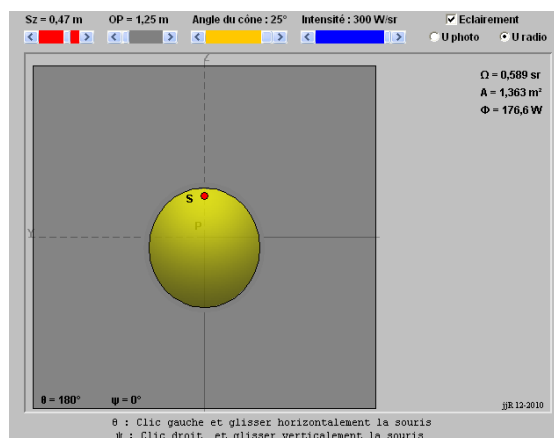 Sz = 0,47 m OP = 1,25 m Angle du cône : 25° Intensité : 300 W/sr Eclairement
U photo U radio
Ω = 0,589 sr
A = 1,363 m²
Φ = 176,6 W
Z
S
P
Y
θ = 180° ψ = 0°
jjR 12-2010
θ : Clic gauche et glisser horizontalement la souris
ψ : Clic droit et glisser verticalement la souris